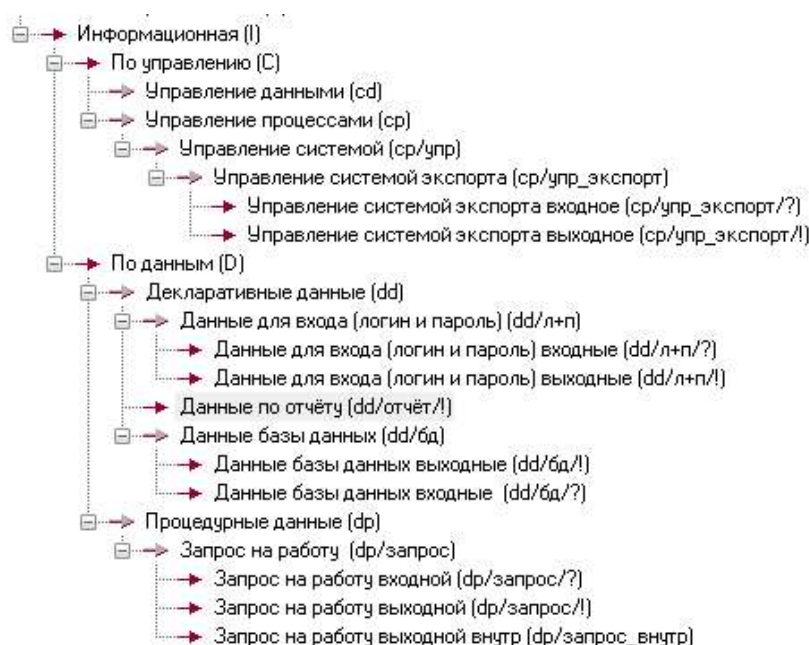 Информационная (I)
По управлению (C)
Управление данными (cd)
Управление процессами (cp)
Управление системой (ср/упр)
Управление системой экспорта (ср/упр_экспорт)
Управление системой экспорта входное (ср/упр_экспорт/?)
Управление системой экспорта выходное (ср/упр_экспорт/!)
По данным (D)
Декларативные данные (dd)
Данные для входа (логин и пароль) (dd/л+п)
Данные для входа (логин и пароль) входные (dd/л+п/?)
Данные для входа (логин и пароль) выходные (dd/л+п/!)
Данные по отчёту (dd/отчёт/!)
Данные базы данных (dd/бд)
Данные базы данных выходные (dd/бд/!)
Данные базы данных входные (dd/бд/?)
Процедурные данные (dp)
Запрос на работу (dp/запрос)
Запрос на работу входной (dp/запрос/?)
Запрос на работу выходной (dp/запрос/!)
Запрос на работу выходной внутр (dp/запрос_внутр)